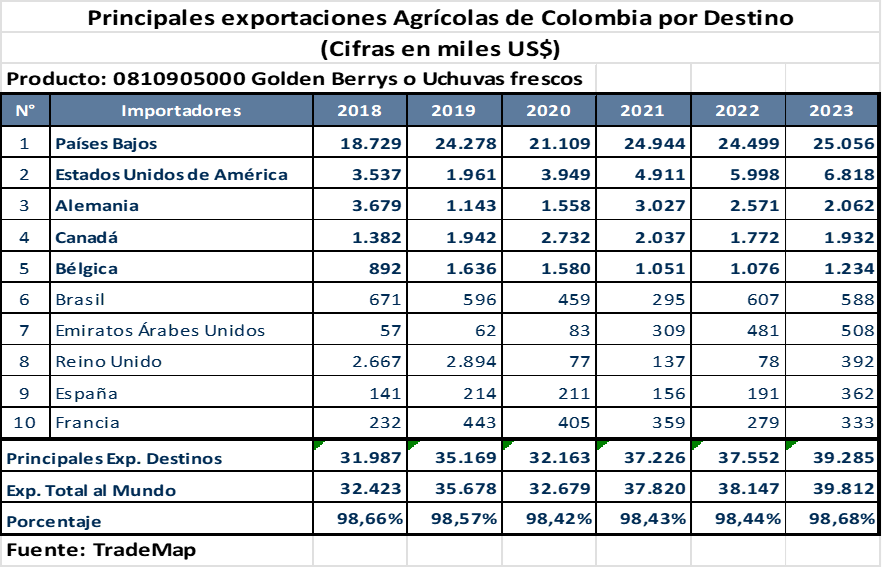 Principales exportaciones Agrícolas de Colombia por Destino
(Cifras en miles US$)
Producto: 0810905000 Golden Berrys o Uchuvas frescos
N° Importadores 2018 2019 2020 2021 2022 2023
1 Países Bajos 18.729 24.278 21.109 24.944 24.499 25.056
2 Estados Unidos de América 3.537 1.961 3.949 4.911 5.998 6.818
3 Alemania 3.679 1.143 1.558 3.027 2.571 2.062
4 Canadá 1.382 1.942 2.732 2.037 1.772 1.932
5 Bélgica 892 1.636 1.580 1.051 1.076 1.234
6 Brasil 671 596 459 295 607 588
7 Emiratos Árabes Unidos 57 62 83 309 481 508
8 Reino Unido 2.667 2.894 77 137 78 392
9 España 141 214 211 156 191 362
10 Francia 232 443 405 359 279 333
Principales Exp. Destinos 31.987 35.169 32.163 37.226 37.552 39.285
Exp. Total al Mundo 32.423 35.678 32.679 37.820 38.147 39.812
Porcentaje 98,66% 98,57% 98,42% 98,43% 98,44% 98,68%
Fuente: TradeMap